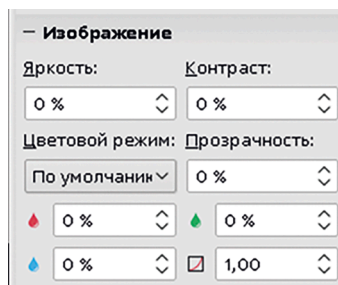 — Изображение
Яркость: Контраст:
0 % 0 %
Цветовой режим: Прозрачность:
По умолчани 0 %
0 % 0 %
0 % 1,00